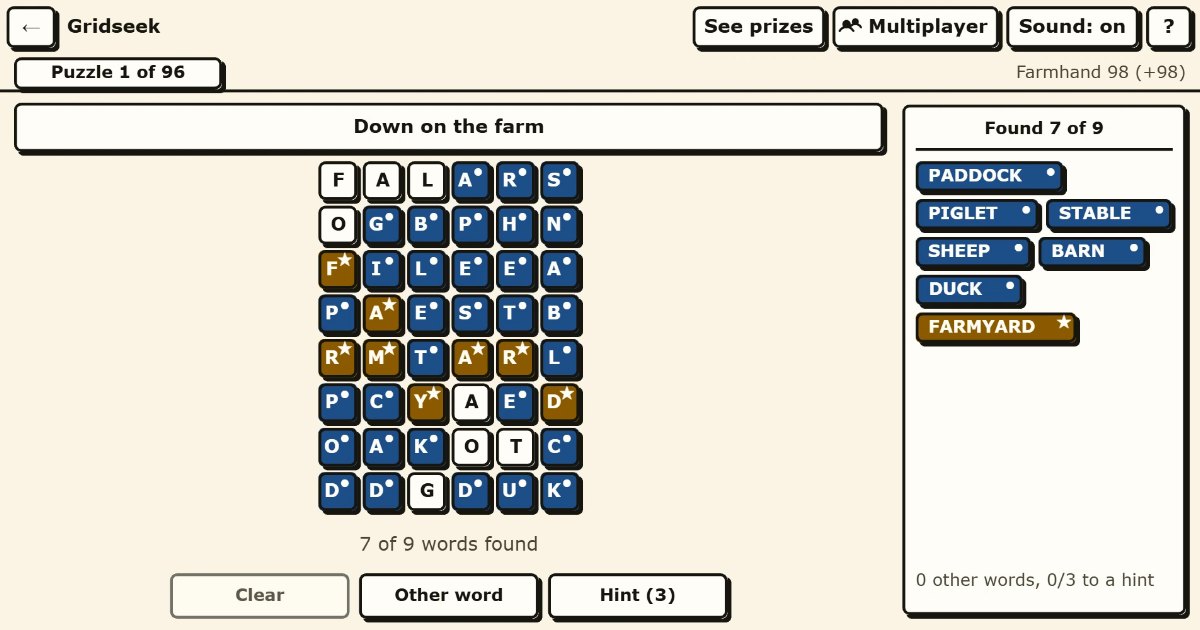 ← Gridseek See prizes Multiplayer Sound: on ?
Puzzle 1 of 96 Farmhand 98 (+98)
Down on the farm
F A L A R S
O G B P H N
F I L E E A
P A E S T B
R M T A R L
P C Y A E D
O A K O T C
D D G D U K
7 of 9 words found
Clear Other word Hint (3)
Found 7 of 9
PADDOCK
PIGLET STABLE
SHEEP BARN
DUCK
FARMYARD
0 other words, 0/3 to a hint